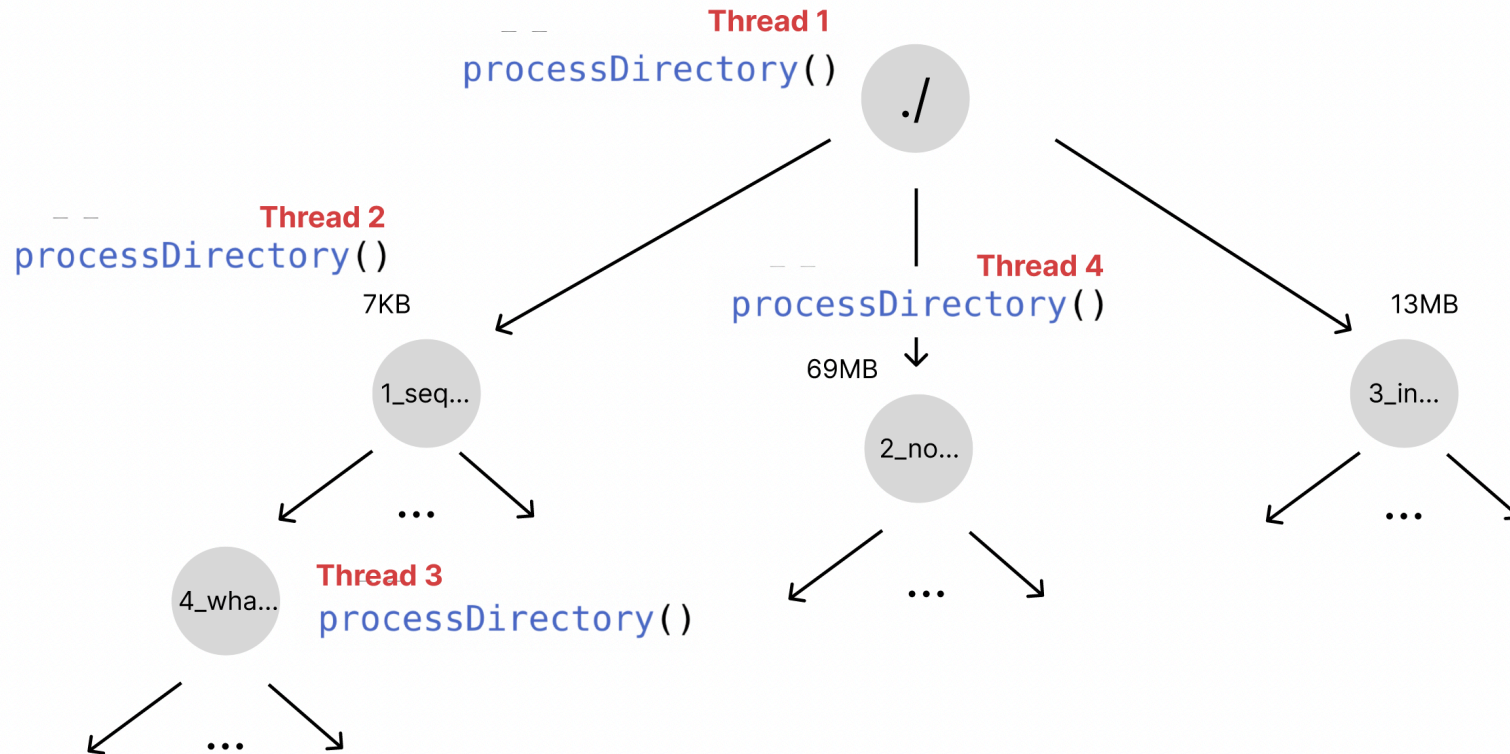 Thread 1
processDirectory()
./
Thread 2
processDirectory()
7KB
1_seq...
...
Thread 4
processDirectory()
69MB
2_no...
...
13MB
3_in...
...
4_wha...
Thread 3
processDirectory()
...